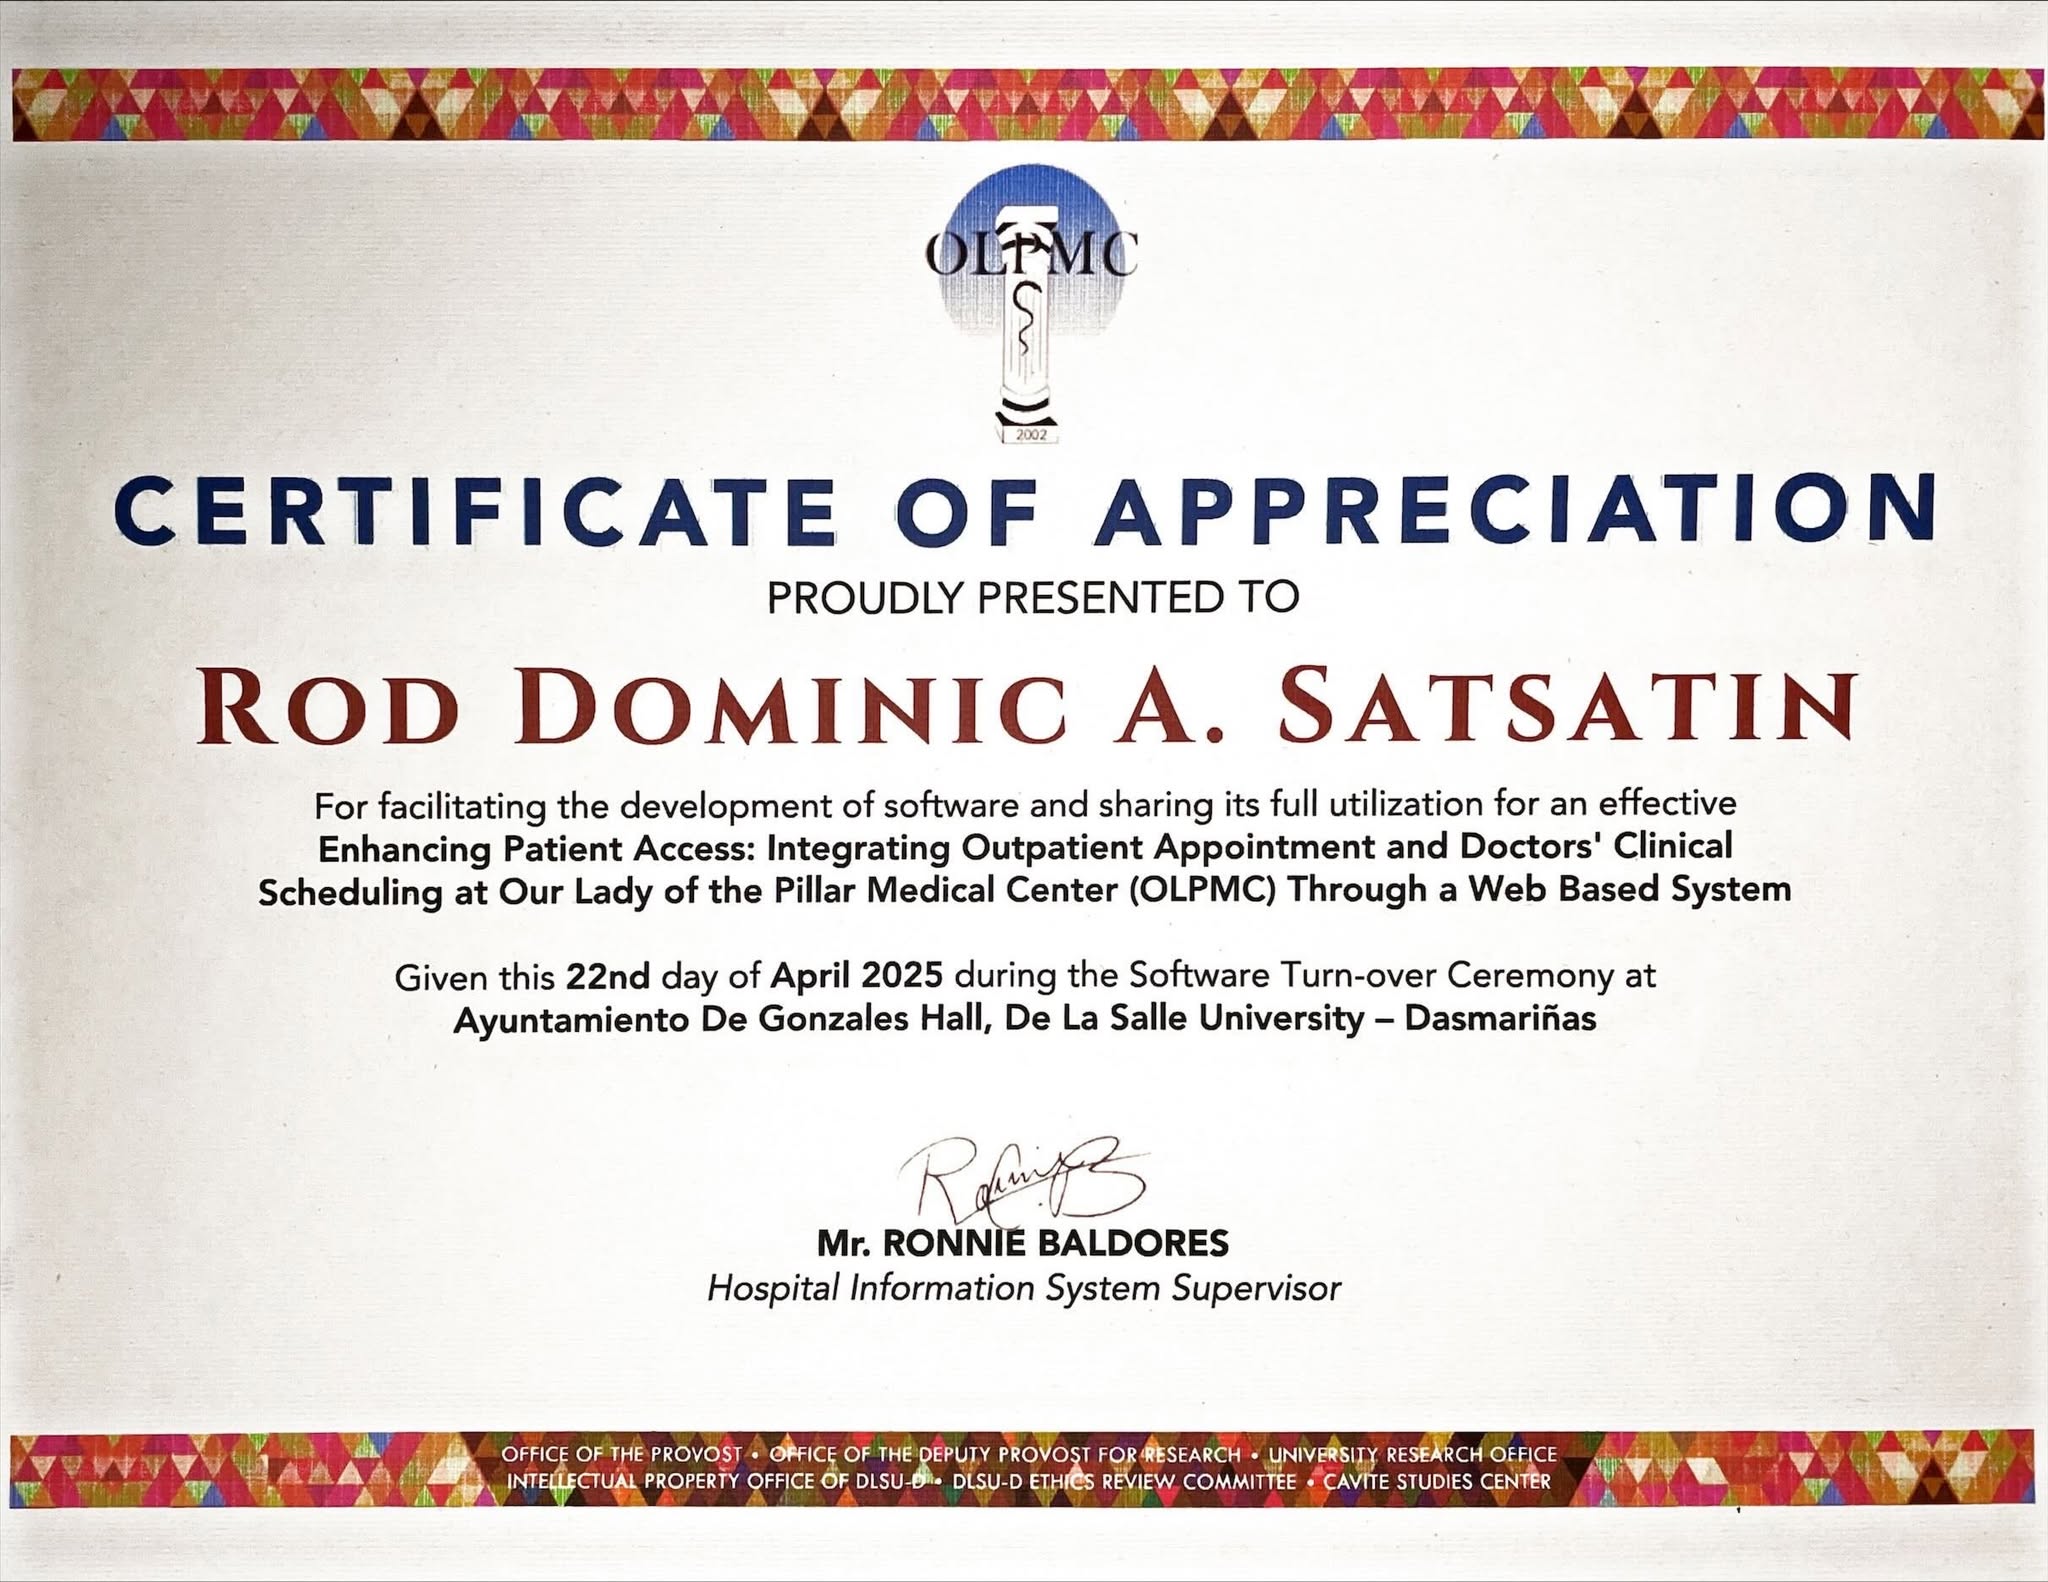 OLPMC
2002
CERTIFICATE OF APPRECIATION
PROUDLY PRESENTED TO
ROD DOMINIC A. SATSATIN
For facilitating the development of software and sharing its full utilization for an effective
Enhancing Patient Access: Integrating Outpatient Appointment and Doctors' Clinical
Scheduling at Our Lady of the Pillar Medical Center (OLPMC) Through a Web Based System
Given this 22nd day of April 2025 during the Software Turn-over Ceremony at
Ayuntamiento De Gonzales Hall, De La Salle University – Dasmariñas
Mr. RONNIE BALDORES
Hospital Information System Supervisor
OFFICE OF THE PROVOST • OFFICE OF THE DEPUTY PROVOST FOR RESEARCH • UNIVERSITY RESEARCH OFFICE
INTELLECTUAL PROPERTY OFFICE OF DLSU-D • DLSU-D ETHICS REVIEW COMMITTEE • CAVITE STUDIES CENTER